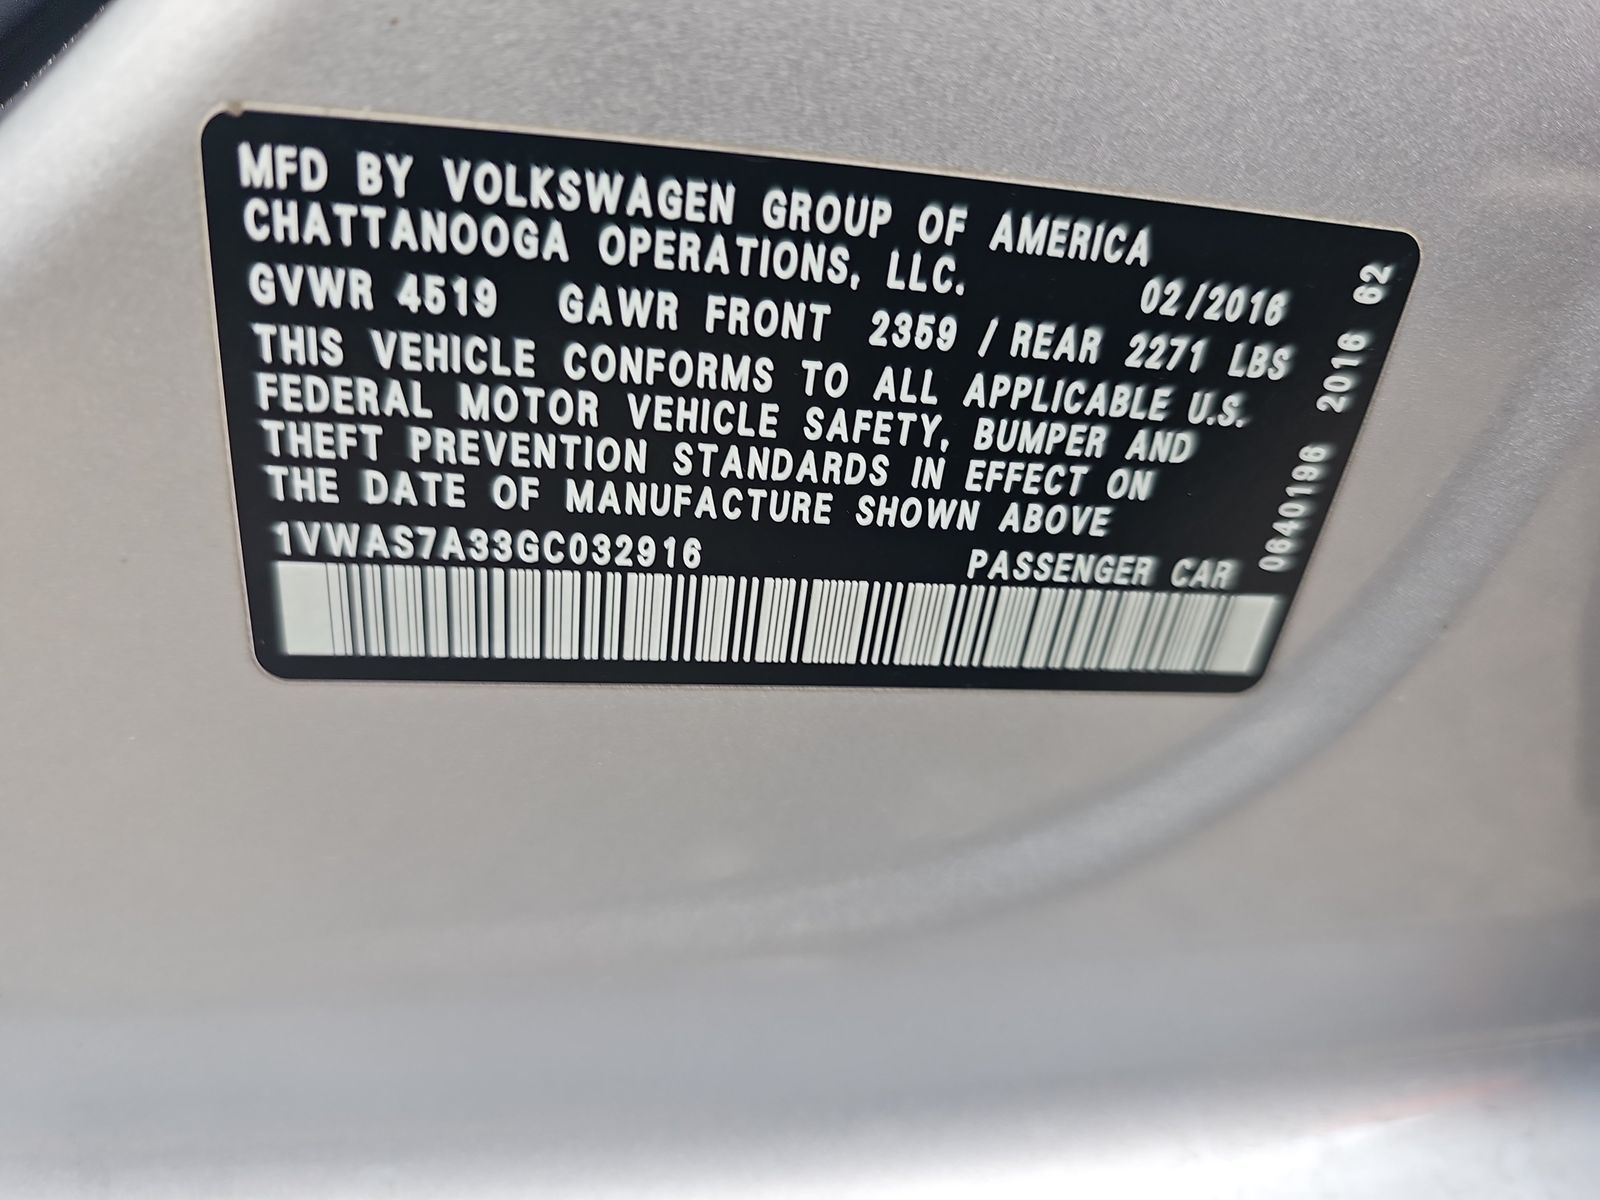 MFD BY VOLKSWAGEN GROUP OF AMERICA
CHATTANOOGA OPERATIONS, LLC.
02/2016
GVWR 4519 GAWR FRONT 2359 / REAR 2271 LBS
THIS VEHICLE CONFORMS TO ALL APPLICABLE U.S.
FEDERAL MOTOR VEHICLE SAFETY, BUMPER AND
THEFT PREVENTION STANDARDS IN EFFECT ON
THE DATE OF MANUFACTURE SHOWN ABOVE
1VWAS7A33GC032916 PASSENGER CAR
0640196 2016 62